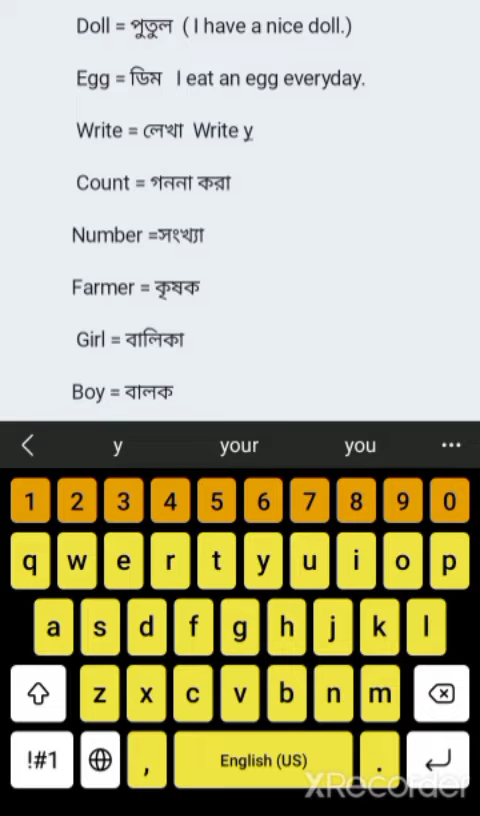 Doll = পুতুল ( I have a nice doll.)
Egg = ডিম I eat an egg everyday.
Write = লেখা Write y
Count = গননা করা
Number =সংখ্যা
Farmer = কৃষক
Girl = বালিকা
Boy = বালক
y your you
1 2 3 4 5 6 7 8 9 0
q w e r t y u i o p
a s d f g h j k l
z x c v b n m
!#1 , English (US) .
XRecorder